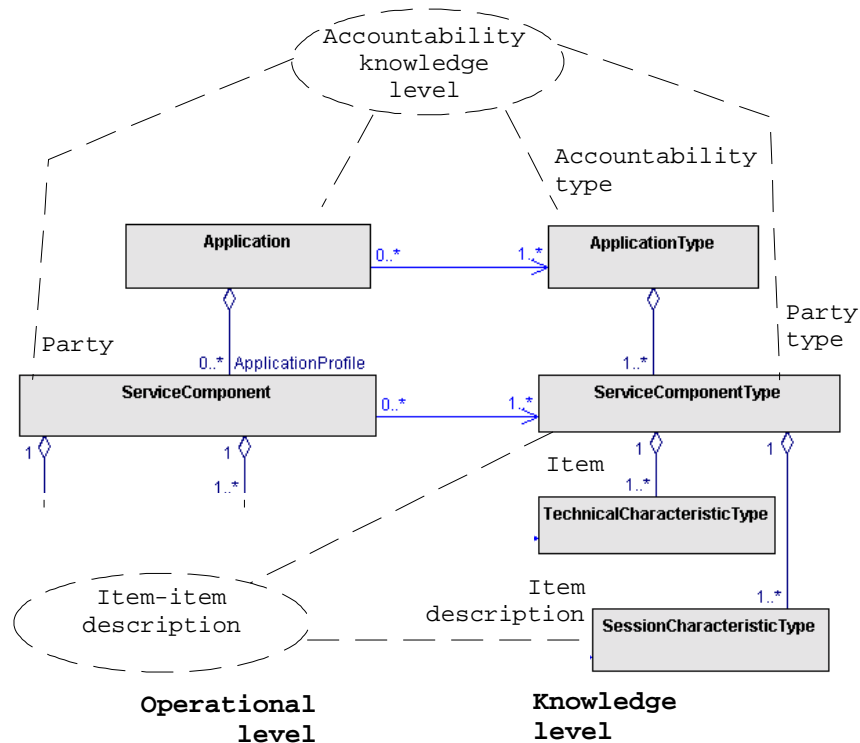 Accountability
knowledge
level
Accountability
type
Application
ApplicationType
0..*
1..*
Party
Party
type
0..*
ApplicationProfile
1..*
ServiceComponent
ServiceComponentType
0..*
1..*
1
1
1
1
Item
1..*
1..*
TechnicalCharacteristicType
Item-item
description
Item
description
1..*
SessionCharacteristicType
Operational
level
Knowledge
level